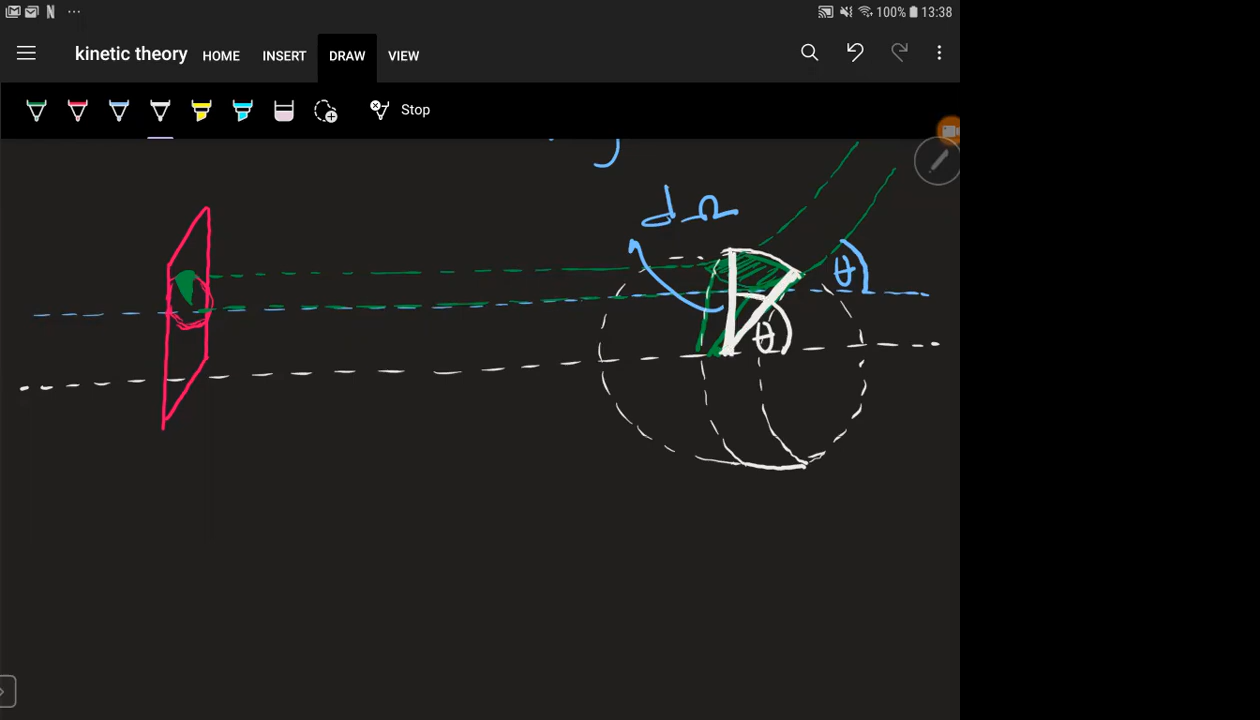 N ... 100% 13:38
kinetic theory HOME INSERT DRAW VIEW
Stop
dΩ
θ
θ